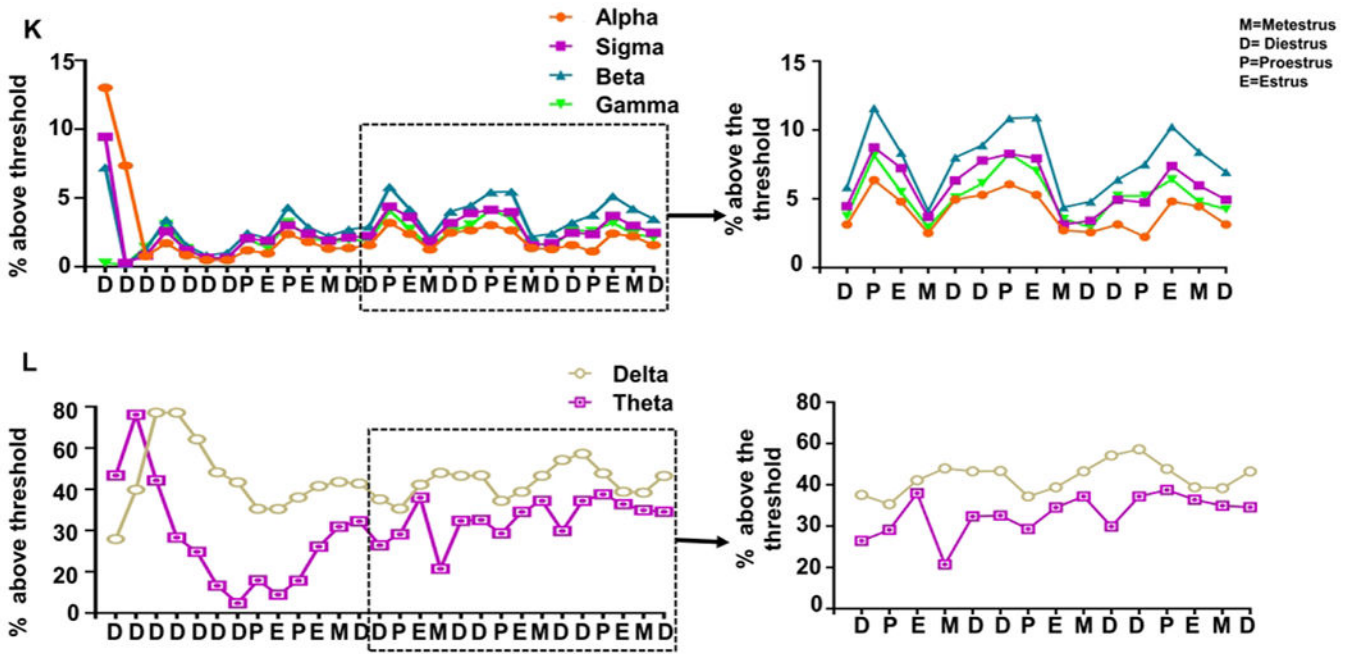 K
Alpha
Sigma
Beta
Gamma
M=Metestrus
D= Diestrus
P=Proestrus
E=Estrus
% above threshold
15
10
5
0
D D D D D D D P E P E M D D P E M D D P E M D D P E M D
% above the
threshold
15
10
5
0
D P E M D D P E M D D P E M D
L
Delta
Theta
% above threshold
80
60
40
30
20
0
D D D D D D D P E P E M D D P E M D D P E M D D P E M D
% above the
threshold
80
60
40
30
20
0
D P E M D D P E M D D P E M D